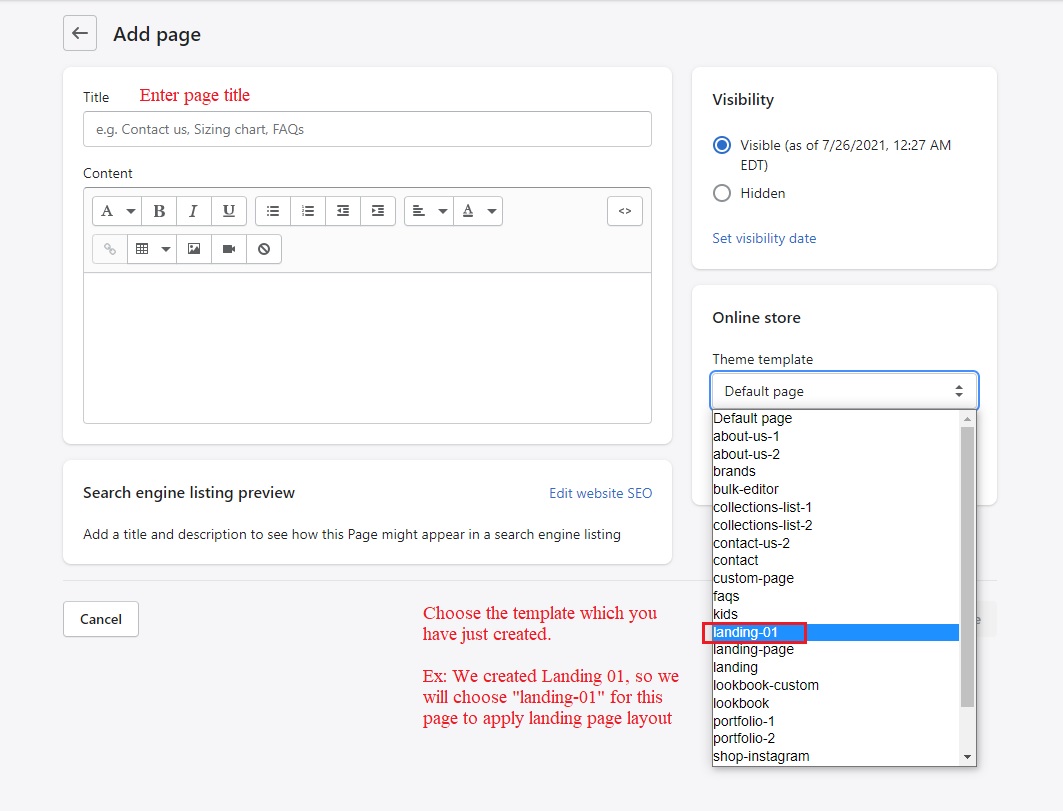 Add page
Title
Enter page title
e.g. Contact us, Sizing chart, FAQs
Content
A B I U A <>
Search engine listing preview
Edit website SEO
Add a title and description to see how this Page might appear in a search engine listing
Visibility
Visible (as of 7/26/2021, 12:27 AM
EDT)
Hidden
Set visibility date
Online store
Theme template
Default page
Default page
about-us-1
about-us-2
brands
bulk-editor
collections-list-1
collections-list-2
contact-us-2
contact
custom-page
faqs
kids
landing-01
landing-page
landing
lookbook-custom
lookbook
portfolio-1
portfolio-2
shop-instagram
Cancel
Choose the template which you
have just created.
Ex: We created Landing 01, so we
will choose "landing-01" for this
page to apply landing page layout